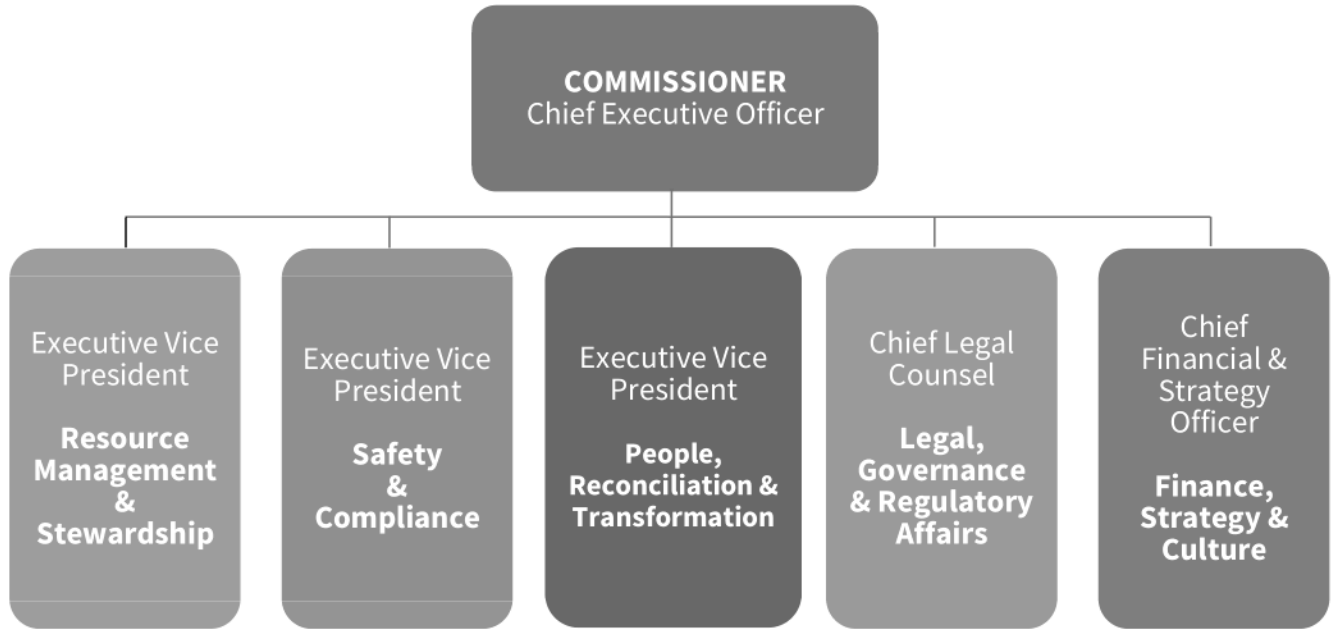 COMMISSIONER
Chief Executive Officer
Executive Vice
President
Resource
Management
&
Stewardship
Executive Vice
President
Safety
&
Compliance
Executive Vice
President
People,
Reconciliation &
Transformation
Chief Legal
Counsel
Legal,
Governance
& Regulatory
Affairs
Chief
Financial &
Strategy
Officer
Finance,
Strategy &
Culture